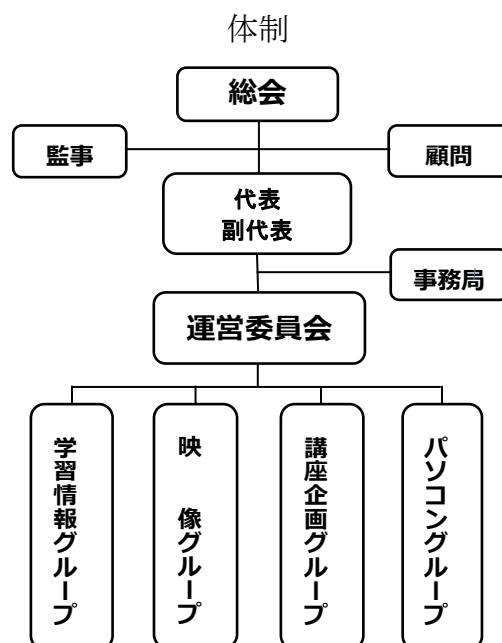 体制
総会
監事
顧問
代表
副代表
事務局
運営委員会
学習情報グループ
映　像グループ
講座企画グループ
パソコングループ